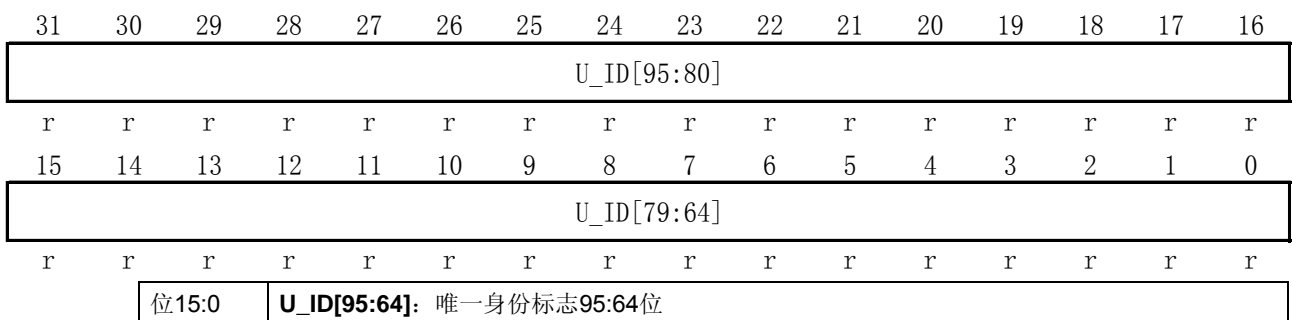 31 30 29 28 27 26 25 24 23 22 21 20 19 18 17 16
U_ID[95:80]
r r r r r r r r r r r r r r r r
15 14 13 12 11 10 9 8 7 6 5 4 3 2 1 0
U_ID[79:64]
r r r r r r r r r r r r r r r r
位15:0 U_ID[95:64]：唯一身份标志95:64位